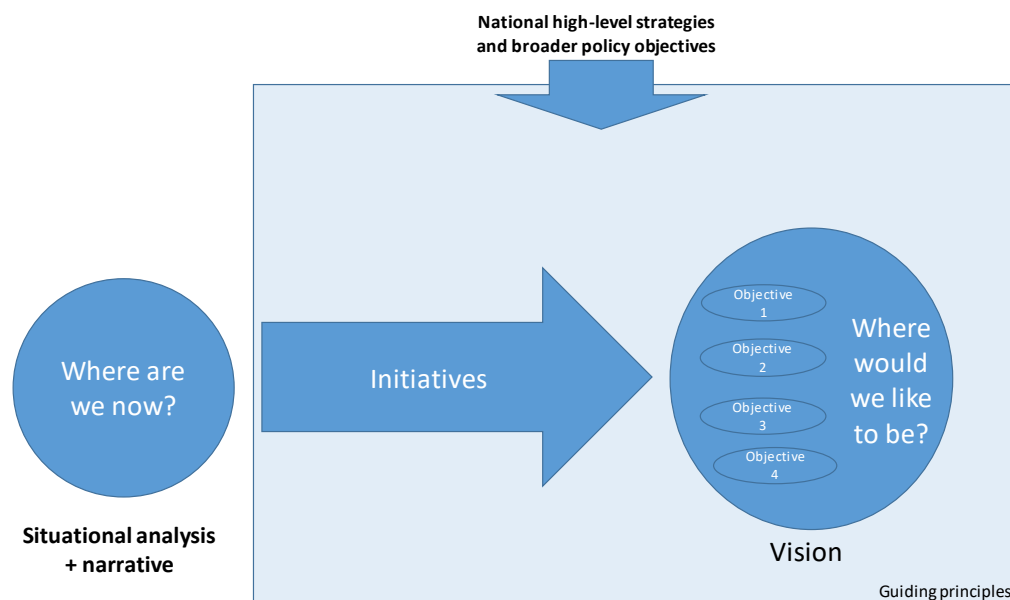 National high-level strategies
and broader policy objectives
Where are
we now?
Situational analysis
+ narrative
Initiatives
Objective
1
Objective
2
Objective
3
Objective
4
Where
would
we like
to be?
Vision
Guiding principles